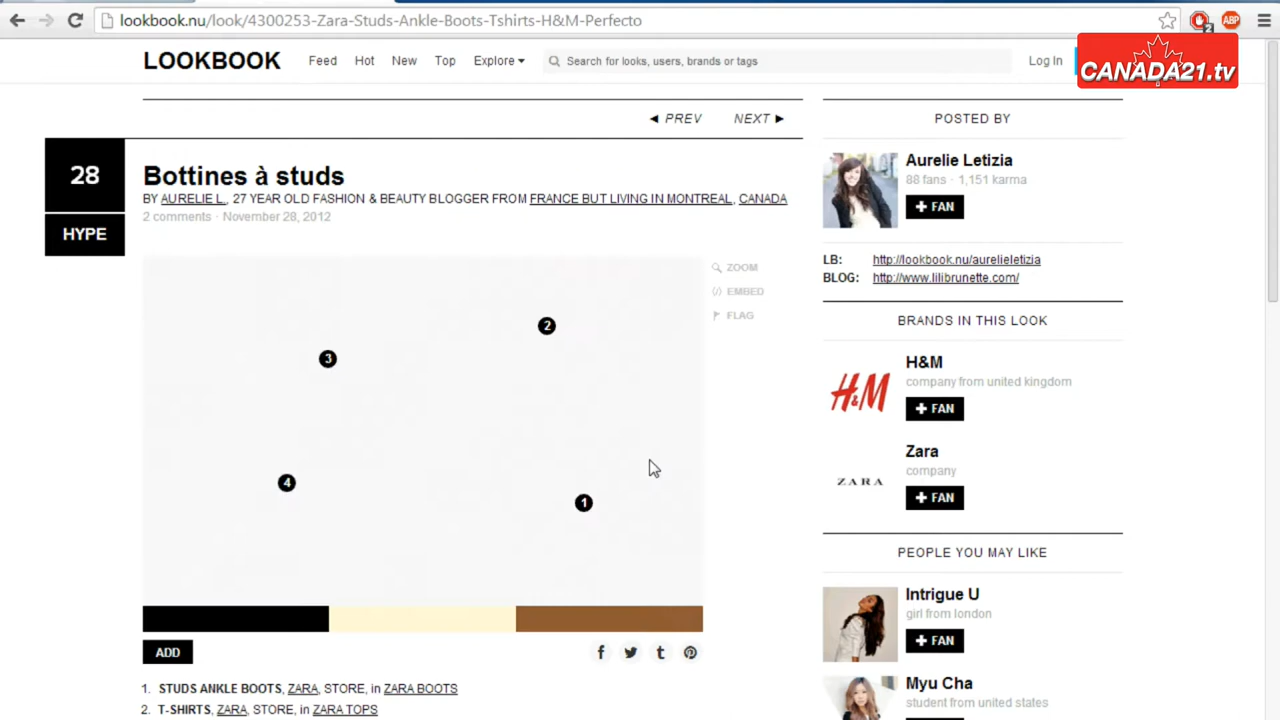 lookbook.nu/look/4300253-Zara-Studs-Ankle-Boots-Tshirts-H&M-Perfecto
2
ABP
CANADA21.tv
LOOKBOOK
Feed
Hot
New
Top
Explore
Search for looks, users, brands or tags
Log In
PREV
NEXT
28
HYPE
Bottines à studs
BY AURELIE L., 27 YEAR OLD FASHION & BEAUTY BLOGGER FROM FRANCE BUT LIVING IN MONTREAL, CANADA
2 comments · November 28, 2012
ZOOM
EMBED
FLAG
2
3
4
1
ADD
f
t
1. STUDS ANKLE BOOTS, ZARA, STORE, in ZARA BOOTS
2. T-SHIRTS, ZARA, STORE, in ZARA TOPS
POSTED BY
Aurelie Letizia
88 fans · 1,151 karma
+ FAN
LB: http://lookbook.nu/aurelieletizia
BLOG: http://www.lilibrunette.com/
BRANDS IN THIS LOOK
H&M
H&M
company from united kingdom
+ FAN
Zara
ZARA
company
+ FAN
PEOPLE YOU MAY LIKE
Intrigue U
girl from london
+ FAN
Myu Cha
student from united states